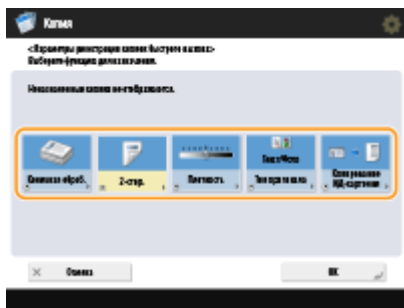 Копия
<Параметры регистрации кнопок быстрого вызова>
Выберите функцию для назначения.
Неназначенные кнопки не отображаются.
2-стор.
Плотность
Текст/Фото
Тип оригинала
Копирование
ИД-карточки
Отмена
OK